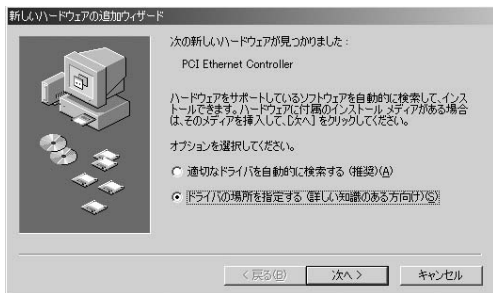 新しいハードウェアの追加ウィザード
次の新しいハードウェアが見つかりました :
PCI Ethernet Controller
ハードウェアをサポートしているソフトウェアを自動的に検索して、インス
トールできます。ハードウェアに付属のインストール メディアがある場合
は、そのメディアを挿入して、[次へ] をクリックしてください。
オプションを選択してください。
適切なドライバを自動的に検索する (推奨)(A)
ドライバの場所を指定する (詳しい知識のある方向け)(S)
< 戻る(B)
次へ >
キャンセル